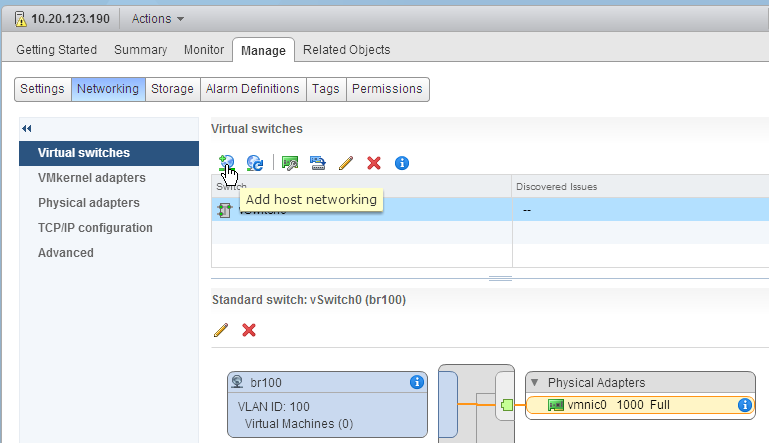 10.20.123.190 Actions
Getting Started Summary Monitor Manage Related Objects
Settings Networking Storage Alarm Definitions Tags Permissions
Virtual switches
VMkernel adapters
Physical adapters
TCP/IP configuration
Advanced
Virtual switches
Switch Discovered Issues
Add host networking
--
Standard switch: vSwitch0 (br100)
br100
VLAN ID: 100
Virtual Machines (0)
Physical Adapters
vmnic0 1000 Full